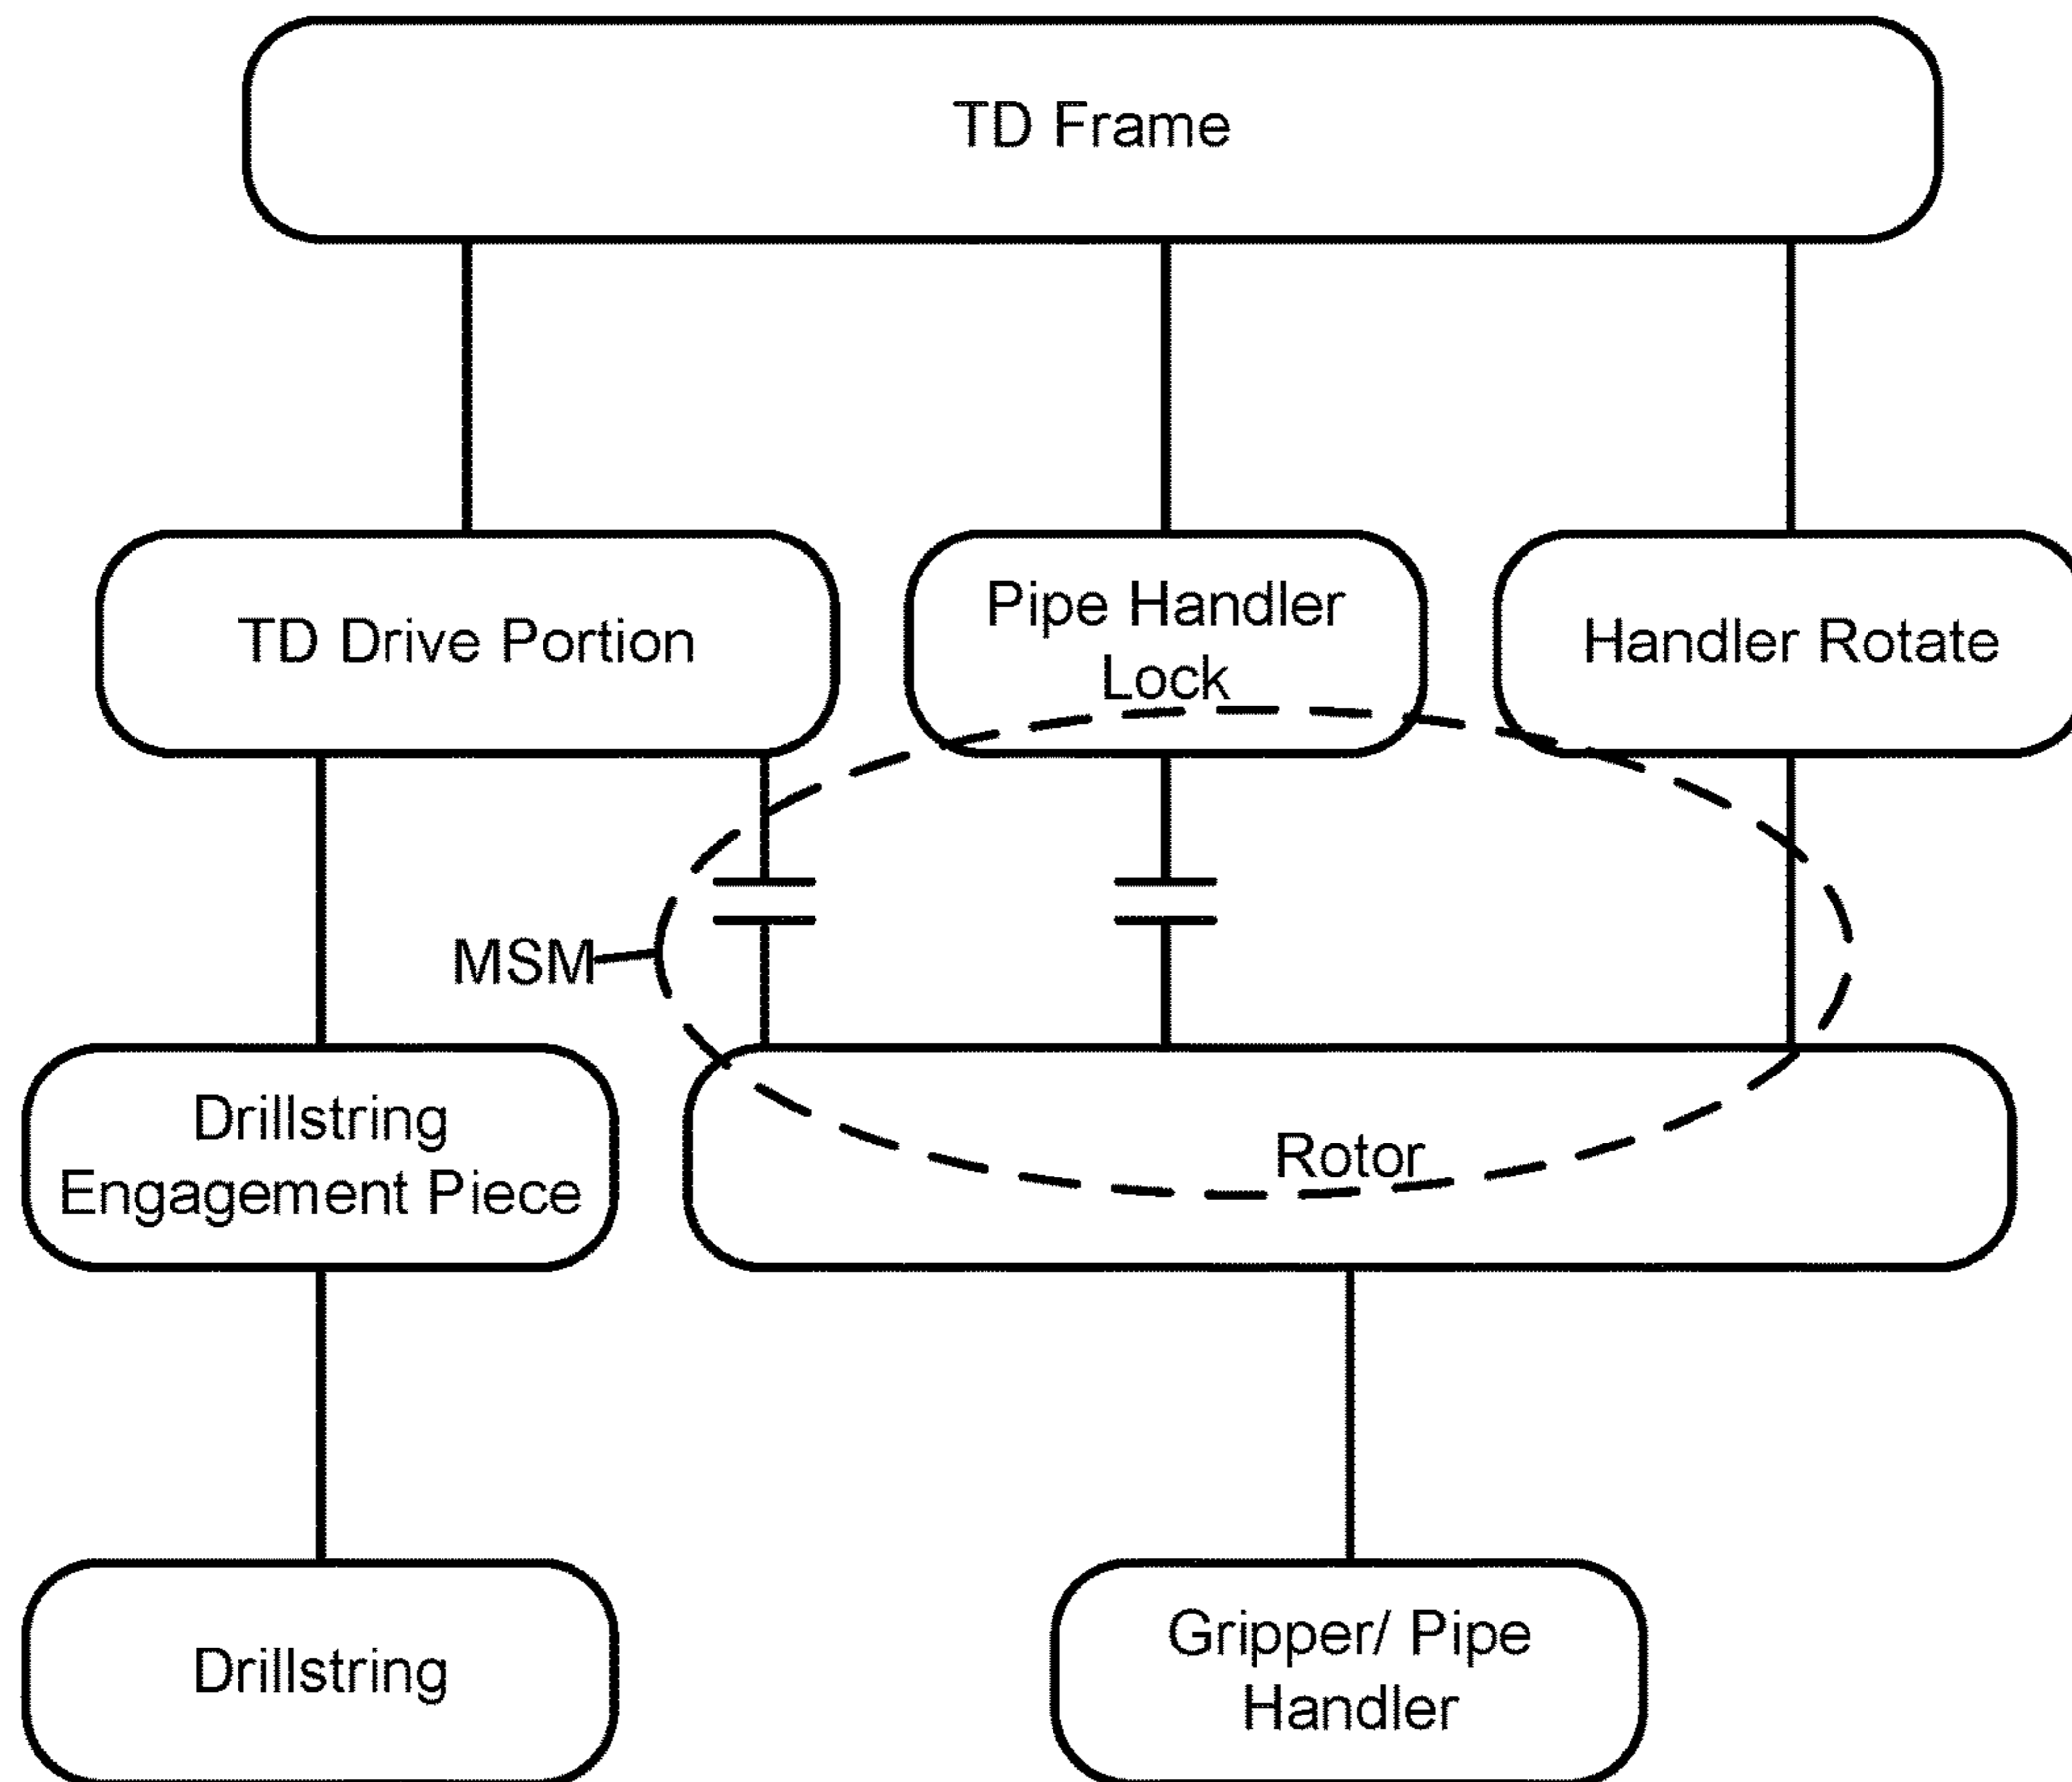 TD Frame
TD Drive Portion
Pipe Handler
Lock
Handler Rotate
MSM
Drillstring
Engagement Piece
Rotor
Drillstring
Gripper/ Pipe
Handler